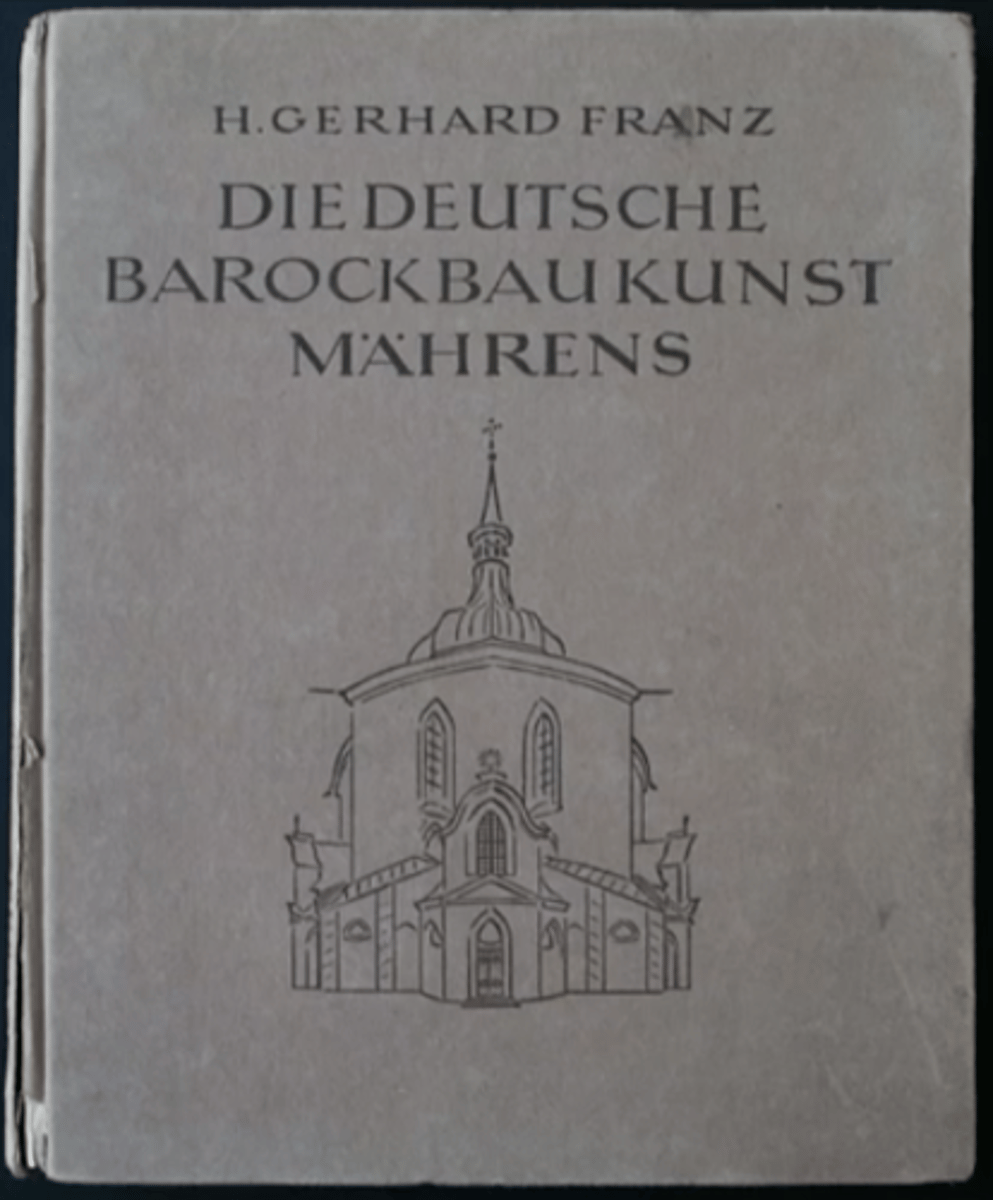 H. GERHARD FRANZ
DIE DEUTSCHE
BAROCKBAUKUNST
MÄHRENS